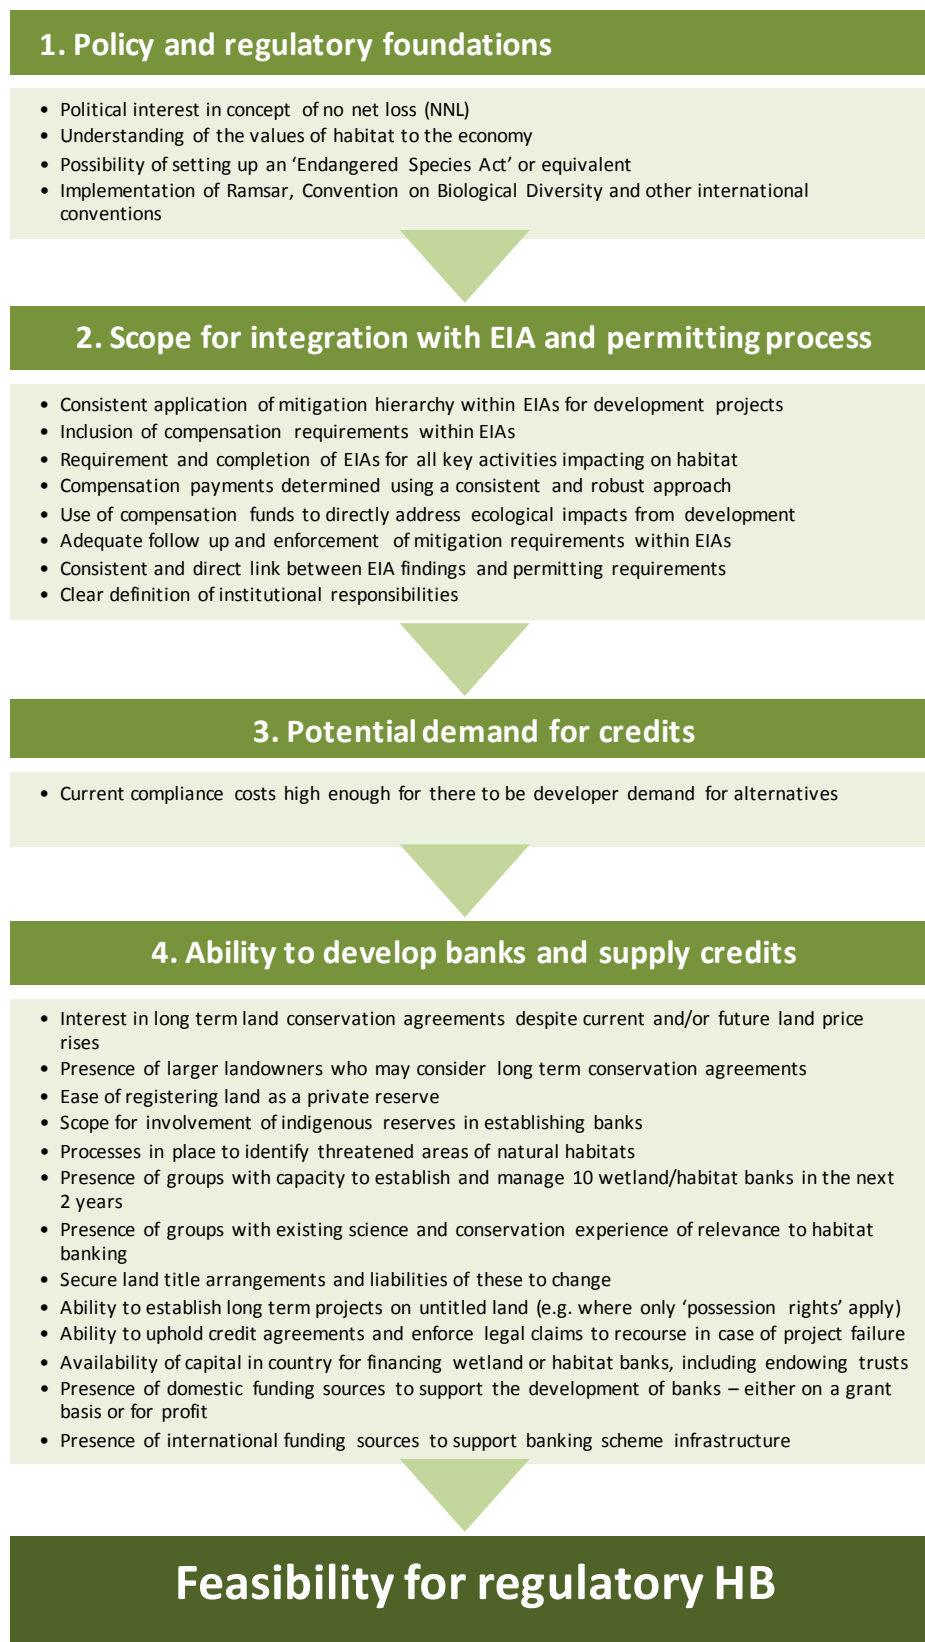 1. Policy and regulatory foundations
• Political interest in concept of no net loss (NNL)
• Understanding of the values of habitat to the economy
• Possibility of setting up an ‘Endangered Species Act’ or equivalent
• Implementation of Ramsar, Convention on Biological Diversity and other international
conventions
2. Scope for integration with EIA and permitting process
• Consistent application of mitigation hierarchy within EIAs for development projects
• Inclusion of compensation requirements within EIAs
• Requirement and completion of EIAs for all key activities impacting on habitat
• Compensation payments determined using a consistent and robust approach
• Use of compensation funds to directly address ecological impacts from development
• Adequate follow up and enforcement of mitigation requirements within EIAs
• Consistent and direct link between EIA findings and permitting requirements
• Clear definition of institutional responsibilities
3. Potential demand for credits
• Current compliance costs high enough for there to be developer demand for alternatives
4. Ability to develop banks and supply credits
• Interest in long term land conservation agreements despite current and/or future land price
rises
• Presence of larger landowners who may consider long term conservation agreements
• Ease of registering land as a private reserve
• Scope for involvement of indigenous reserves in establishing banks
• Processes in place to identify threatened areas of natural habitats
• Presence of groups with capacity to establish and manage 10 wetland/habitat banks in the next
2 years
• Presence of groups with existing science and conservation experience of relevance to habitat
banking
• Secure land title arrangements and liabilities of these to change
• Ability to establish long term projects on untitled land (e.g. where only ‘possession rights’ apply)
• Ability to uphold credit agreements and enforce legal claims to recourse in case of project failure
• Availability of capital in country for financing wetland or habitat banks, including endowing trusts
• Presence of domestic funding sources to support the development of banks – either on a grant
basis or for profit
• Presence of international funding sources to support banking scheme infrastructure
Feasibility for regulatory HB